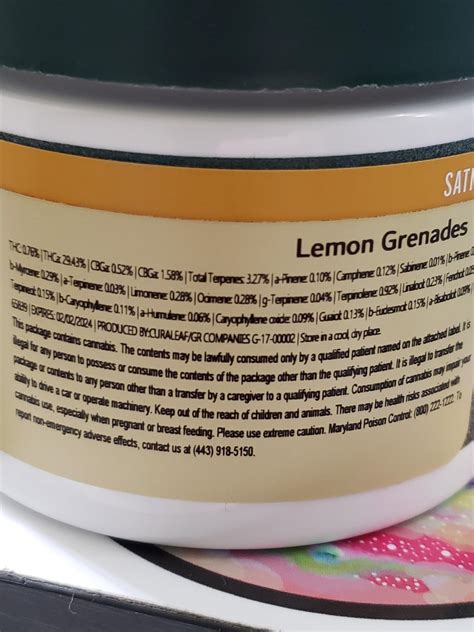 SATI
Lemon Grenades
THC: 0.76% | THCa: 29.43% | CBGa: 0.52% | CBGa: 1.58% | Total Terpenes: 3.27% | a-Pinene: 0.10% | Camphene: 0.12% | Sabinene: 0.01% | b-Pinene:
b-Myrcene: 0.29% | a-Terpinene: 0.03% | Limonene: 0.28% | Ocimene: 0.28% | g-Terpinene: 0.04% | Terpinolene: 0.92% | Linalool: 0.23% | Fenchol:
Terpineol: 0.15% | b-Caryophyllene: 0.11% | a-Humulene: 0.06% | Caryophyllene oxide: 0.09% | Guaiol: 0.13% | b-Eudesmol: 0.15% | a-Bisabolol: 0.09%
65839 | EXPIRES: 02/02/2024 | PRODUCED BY:CURALEAF/GR COMPANIES G-17-00002 | Store in a cool, dry place.
This package contains cannabis. The contents may be lawfully consumed only by a qualified patient named on the attached label. It is
illegal for any person to possess or consume the contents of the package other than the qualifying patient. It is illegal to transfer the
package or contents to any person other than a transfer by a caregiver to a qualifying patient. Consumption of cannabis may impair your
ability to drive a car or operate machinery. Keep out of the reach of children and animals. There may be health risks associated with
cannabis use, especially when pregnant or breast feeding. Please use extreme caution. Maryland Poison Control: (800) 222-1222. To
report non-emergency adverse effects, contact us at (443) 918-5150.